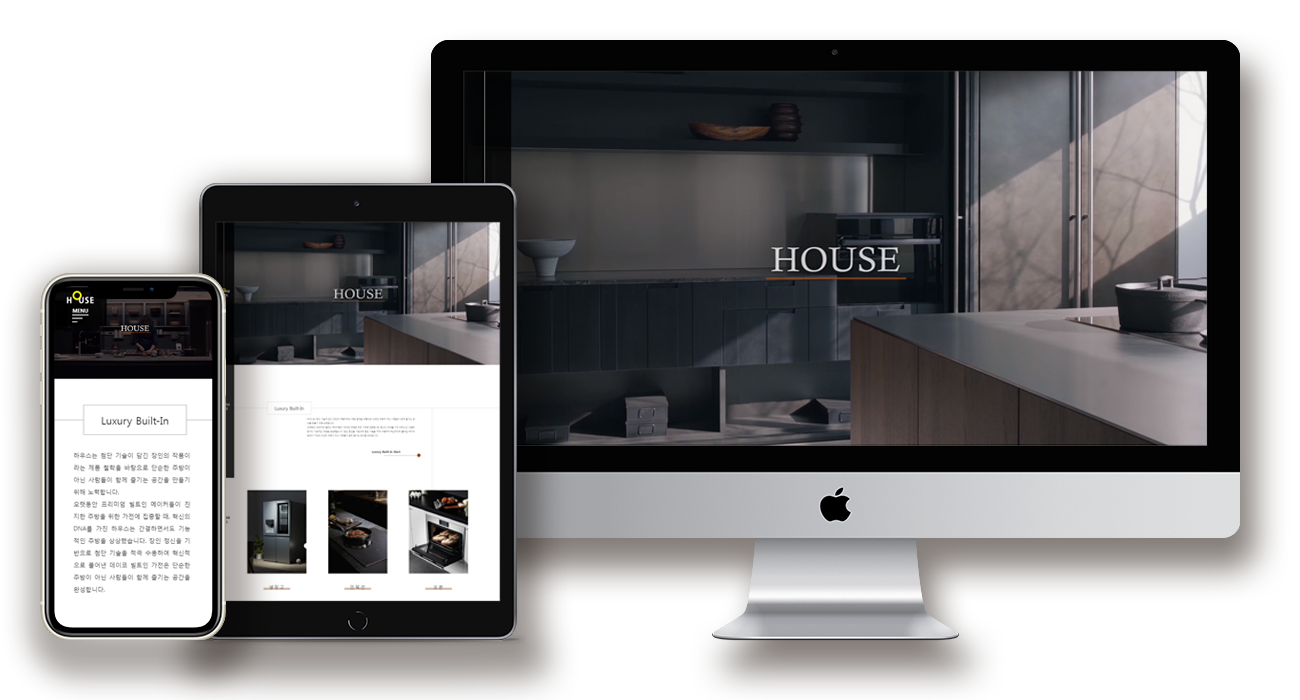 HOUSE
HOUSE
Luxury Built-In
Luxury Built-In Start
냉장고
인덕션
오븐
HOUSE
MENU
HOUSE
Luxury Built-In
하우스는 첨단 기술이 담긴 장인의 작품이
라는 제품 철학을 바탕으로 단순한 주방이
아닌 사람들이 함께 즐기는 공간을 만들기
위해 노력합니다.
오랫동안 프리미엄 빌트인 메이커들이 진
지한 주방을 위한 가전에 집중할 때, 혁신의
DNA를 가진 하우스는 간결하면서도 기능
적인 주방을 상상했습니다. 장인 정신을 기
반으로 첨단 기술을 적극 수용하여 혁신적
으로 풀어낸 데이코 빌트인 가전은 단순한
주방이 아닌 사람들이 함께 즐기는 공간을
완성합니다.